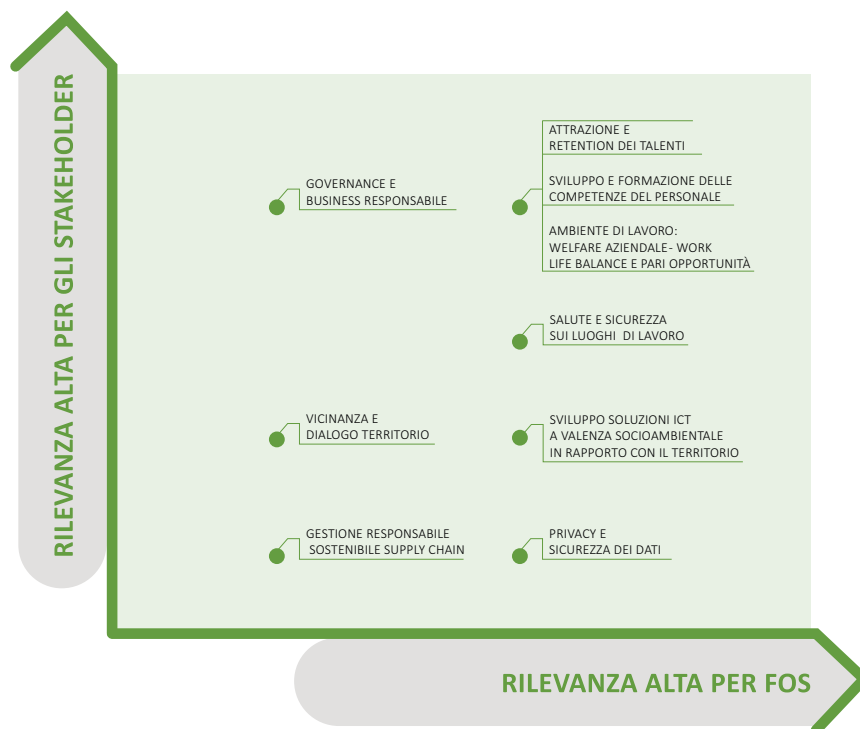 RILEVANZA ALTA PER GLI STAKEHOLDER
GOVERNANCE E
BUSINESS RESPONSABILE
ATTRAZIONE E
RETENTION DEI TALENTI
SVILUPPO E FORMAZIONE DELLE
COMPETENZE DEL PERSONALE
AMBIENTE DI LAVORO:
WELFARE AZIENDALE- WORK
LIFE BALANCE E PARI OPPORTUNITÀ
SALUTE E SICUREZZA
SUI LUOGHI DI LAVORO
VICINANZA E
DIALOGO TERRITORIO
SVILUPPO SOLUZIONI ICT
A VALENZA SOCIOAMBIENTALE
IN RAPPORTO CON IL TERRITORIO
GESTIONE RESPONSABILE
SOSTENIBILE SUPPLY CHAIN
PRIVACY E
SICUREZZA DEI DATI
RILEVANZA ALTA PER FOS